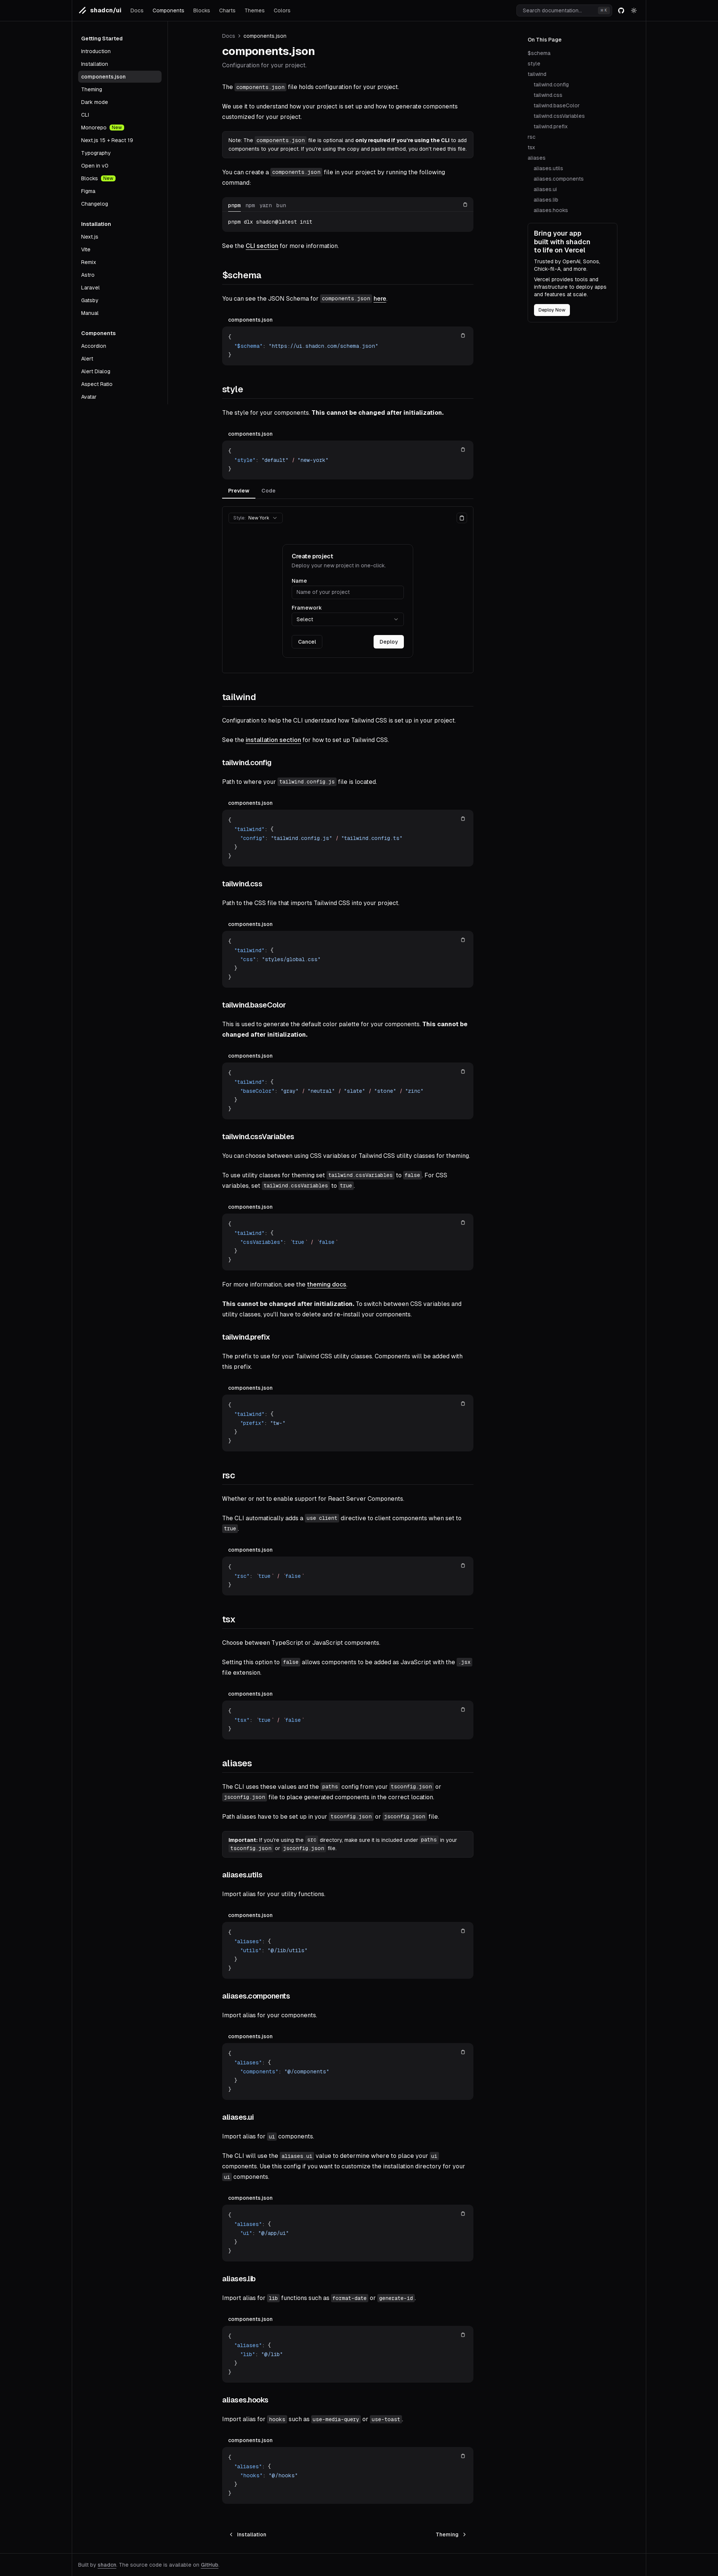 shadcn/ui Docs Components Blocks Charts Themes Colors Search documentation... ⌘K
Getting Started
Introduction
Installation
components.json
Theming
Dark mode
CLI
Monorepo New
Next.js 15 + React 19
Typography
Open in v0
Blocks New
Figma
Changelog
Installation
Next.js
Vite
Remix
Astro
Laravel
Gatsby
Manual
Components
Accordion
Alert
Alert Dialog
Aspect Ratio
Avatar
Docs > components.json
components.json
Configuration for your project.
The components.json file holds configuration for your project.
We use it to understand how your project is set up and how to generate components
customized for your project.
Note: The components.json file is optional and only required if you're using the CLI to add
components to your project. If you're using the copy and paste method, you don't need this file.
You can create a components.json file in your project by running the following
command:
pnpm npm yarn bun
pnpm dlx shadcn@latest init
See the CLI section for more information.
$schema
You can see the JSON Schema for components.json here.
components.json
{
"$schema": "https://ui.shadcn.com/schema.json"
}
style
The style for your components. This cannot be changed after initialization.
components.json
{
"style": "default" / "new-york"
}
Preview Code
Style: New York
Create project
Deploy your new project in one-click.
Name
Name of your project
Framework
Select
Cancel Deploy
tailwind
Configuration to help the CLI understand how Tailwind CSS is set up in your project.
See the installation section for how to set up Tailwind CSS.
tailwind.config
Path to where your tailwind.config.js file is located.
components.json
{
"tailwind": {
"config": "tailwind.config.js" / "tailwind.config.ts"
}
}
tailwind.css
Path to the CSS file that imports Tailwind CSS into your project.
components.json
{
"tailwind": {
"css": "styles/global.css"
}
}
tailwind.baseColor
This is used to generate the default color palette for your components. This cannot be
changed after initialization.
components.json
{
"tailwind": {
"baseColor": "gray" / "neutral" / "slate" / "stone" / "zinc"
}
}
tailwind.cssVariables
You can choose between using CSS variables or Tailwind CSS utility classes for theming.
To use utility classes for theming set tailwind.cssVariables to false. For CSS
variables, set tailwind.cssVariables to true.
components.json
{
"tailwind": {
"cssVariables": `true` / `false`
}
}
For more information, see the theming docs.
This cannot be changed after initialization. To switch between CSS variables and
utility classes, you'll have to delete and re-install your components.
tailwind.prefix
The prefix to use for your Tailwind CSS utility classes. Components will be added with
this prefix.
components.json
{
"tailwind": {
"prefix": "tw-"
}
}
rsc
Whether or not to enable support for React Server Components.
The CLI automatically adds a use client directive to client components when set to
true.
components.json
{
"rsc": `true` / `false`
}
tsx
Choose between TypeScript or JavaScript components.
Setting this option to false allows components to be added as JavaScript with the .jsx
file extension.
components.json
{
"tsx": `true` / `false`
}
aliases
The CLI uses these values and the paths config from your tsconfig.json or
jsconfig.json file to place generated components in the correct location.
Path aliases have to be set up in your tsconfig.json or jsconfig.json file.
Important: If you're using the src directory, make sure it is included under paths in your
tsconfig.json or jsconfig.json file.
aliases.utils
Import alias for your utility functions.
components.json
{
"aliases": {
"utils": "@/lib/utils"
}
}
aliases.components
Import alias for your components.
components.json
{
"aliases": {
"components": "@/components"
}
}
aliases.ui
Import alias for ui components.
The CLI will use the aliases.ui value to determine where to place your ui
components. Use this config if you want to customize the installation directory for your
ui components.
components.json
{
"aliases": {
"ui": "@/app/ui"
}
}
aliases.lib
Import alias for lib functions such as format-date or generate-id.
components.json
{
"aliases": {
"lib": "@/lib"
}
}
aliases.hooks
Import alias for hooks such as use-media-query or use-toast.
components.json
{
"aliases": {
"hooks": "@/hooks"
}
}
Installation Theming
On This Page
$schema
style
tailwind
tailwind.config
tailwind.css
tailwind.baseColor
tailwind.cssVariables
tailwind.prefix
rsc
tsx
aliases
aliases.utils
aliases.components
aliases.ui
aliases.lib
aliases.hooks
Bring your app
built with shadcn
to life on Vercel
Trusted by OpenAI, Sonos,
Chick-fil-A, and more.
Vercel provides tools and
infrastructure to deploy apps
and features at scale.
Deploy Now
Built by shadcn. The source code is available on GitHub.